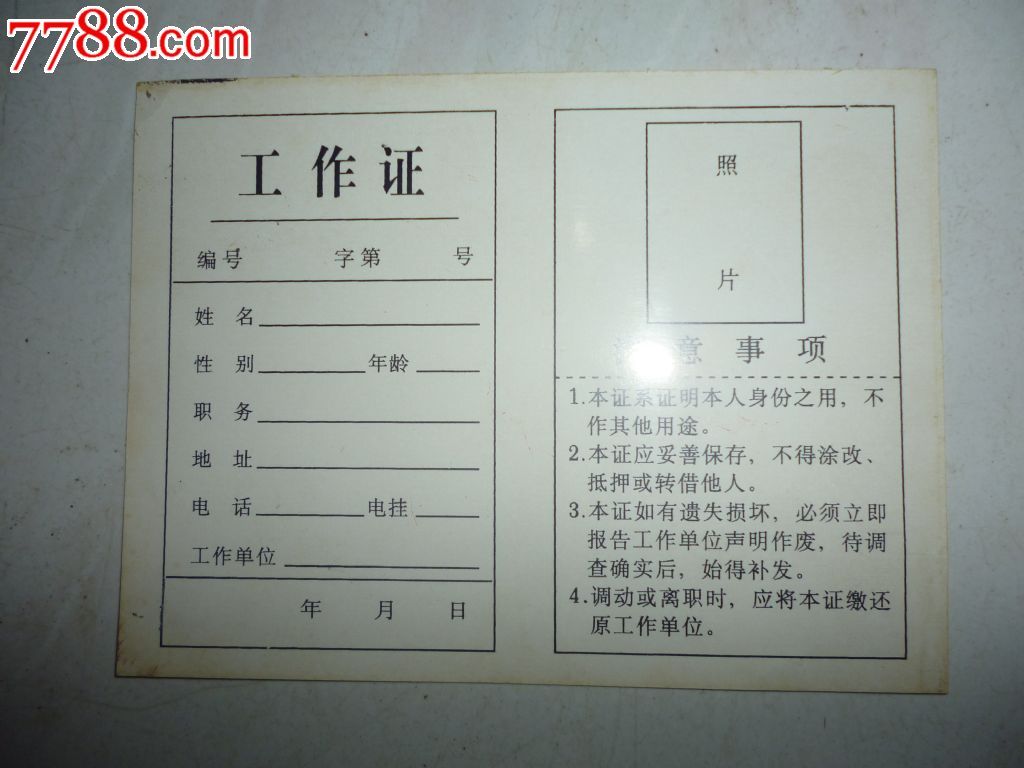 7788.com
工作证
编号 字第 号
姓名
性别 年龄
职务
地址
电话 电挂
工作单位
年 月 日
照
片
意事项
1.本证系证明本人身份之用，不
作其他用途。
2.本证应妥善保存，不得涂改、
抵押或转借他人。
3.本证如有遗失损坏，必须立即
报告工作单位声明作废，待调
查确实后，始得补发。
4.调动或离职时，应将本证缴还
原工作单位。